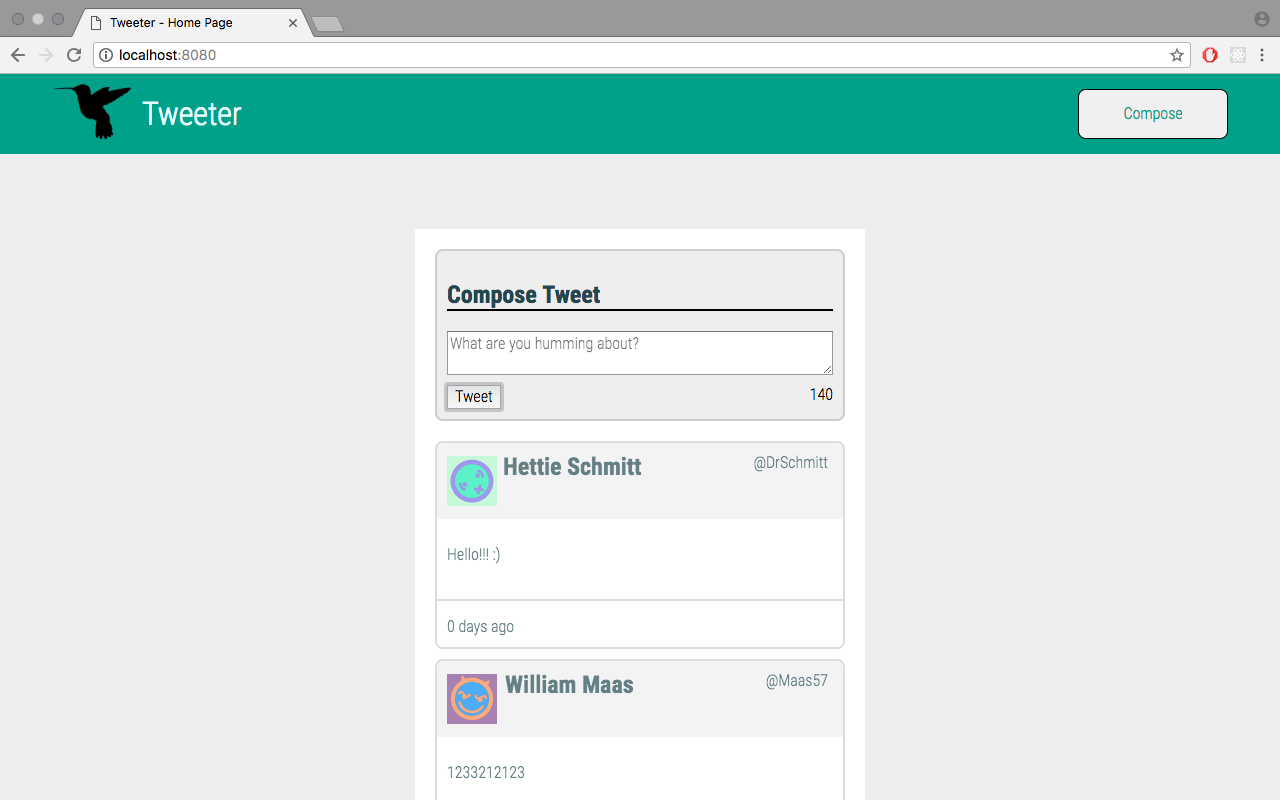 Tweeter - Home Page
localhost:8080
Tweeter
Compose
Compose Tweet
What are you humming about?
Tweet
140
Hettie Schmitt
@DrSchmitt
Hello!!! :)
0 days ago
William Maas
@Maas57
1233212123